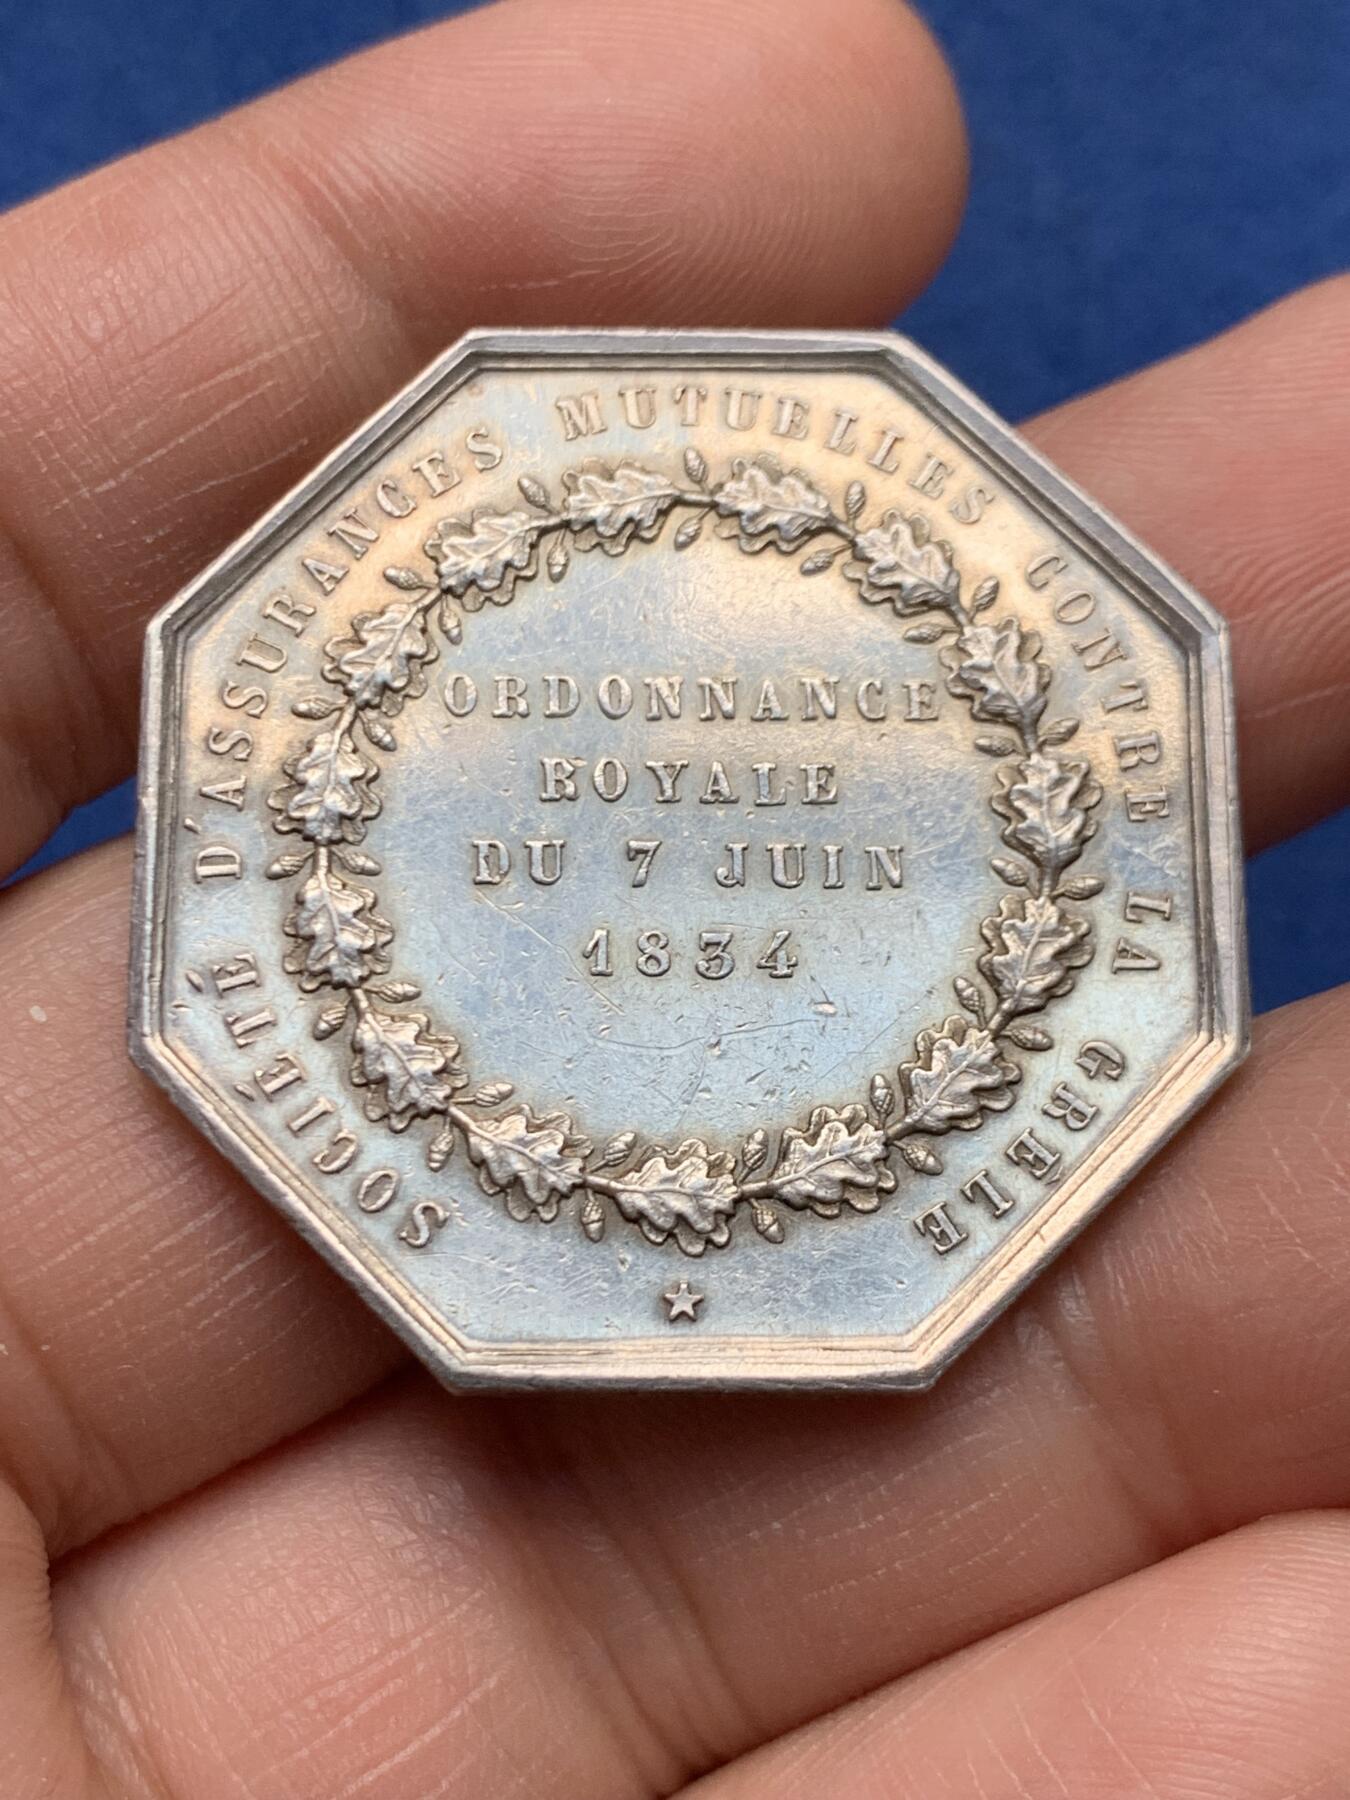 SOCIÉTÉ D'ASSURANCES MUTUELLES CONTRE LA GRÊLE
ORDONNANCE
ROYALE
DU 7 JUIN
1834